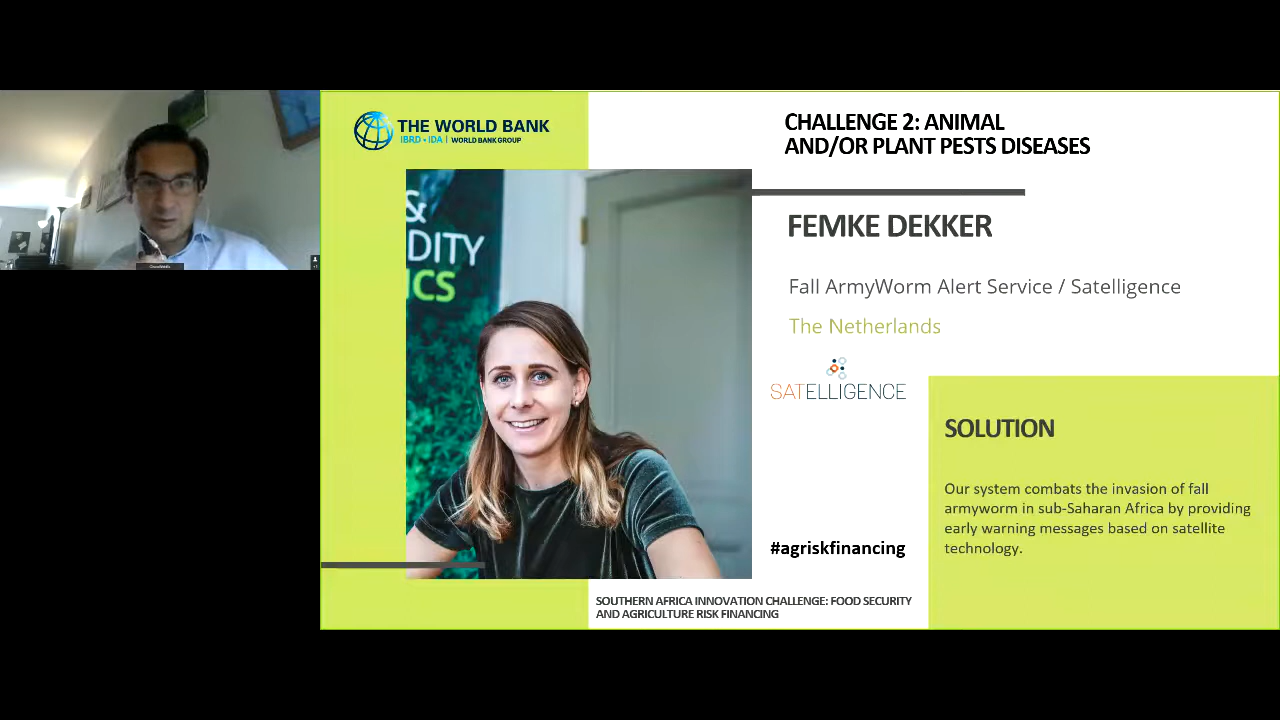 THE WORLD BANK
IBRD • IDA | WORLD BANK GROUP
CHALLENGE 2: ANIMAL
AND/OR PLANT PESTS DISEASES
&
DITY
ICS
FEMKE DEKKER
Fall ArmyWorm Alert Service / Satelligence
The Netherlands
SATELLIGENCE
SOLUTION
Our system combats the invasion of fall
armyworm in sub-Saharan Africa by providing
early warning messages based on satellite
technology.
#agriskfinancing
SOUTHERN AFRICA INNOVATION CHALLENGE: FOOD SECURITY
AND AGRICULTURE RISK FINANCING